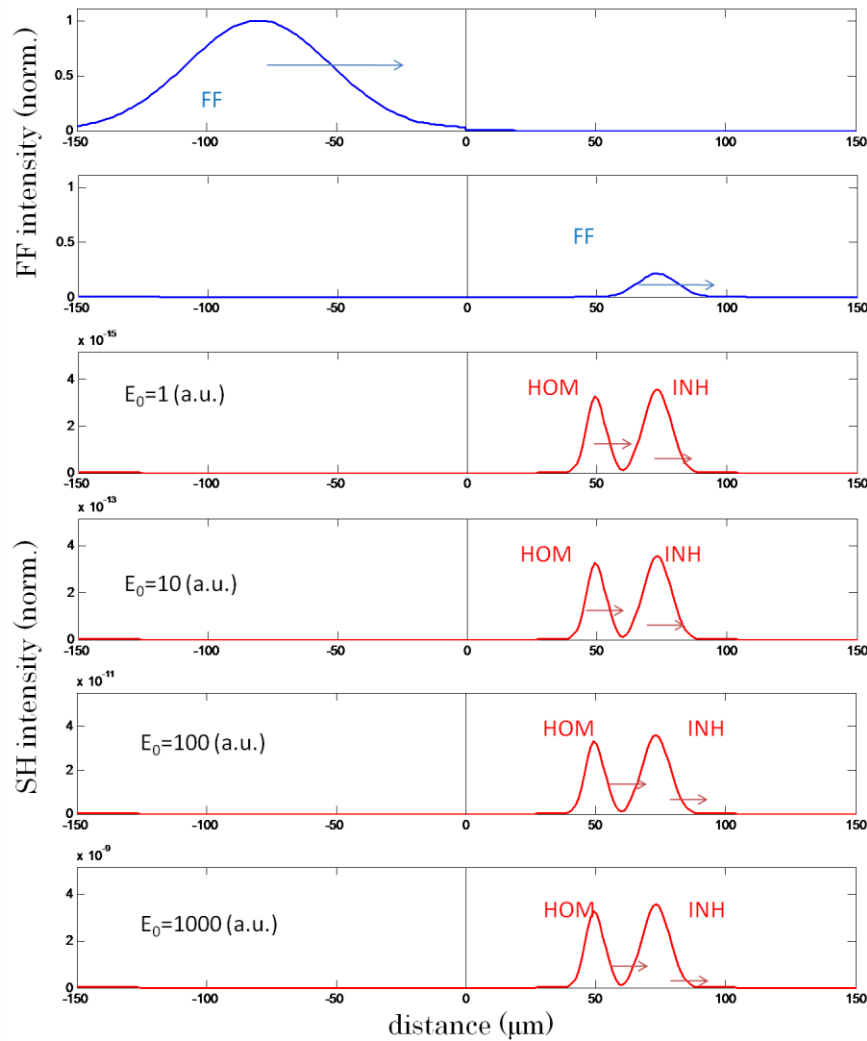 FF intensity (norm.)
1
0.5
0
FF
-150 -100 -50 0 50 100 150
1
0.5
0
FF
-150 -100 -50 0 50 100 150
SH intensity (norm.)
x 10-15
4
2
0
E0=1 (a.u.)
HOM INH
-150 -100 -50 0 50 100 150
x 10-13
4
2
0
E0=10 (a.u.)
HOM INH
-150 -100 -50 0 50 100 150
x 10-11
4
2
0
E0=100 (a.u.)
HOM INH
-150 -100 -50 0 50 100 150
x 10-9
4
2
0
E0=1000 (a.u.)
HOM INH
-150 -100 -50 0 50 100 150
distance (μm)